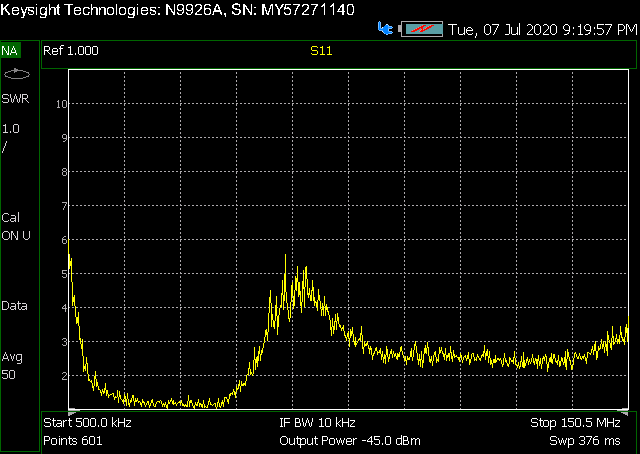 Keysight Technologies: N9926A, SN: MY57271140
Tue, 07 Jul 2020 9:19:57 PM
NA
Ref 1.000
S11
SWR
1.0
/
Cal
ON U
Data
Avg
50
10
9
8
7
6
5
4
3
2
Start 500.0 kHz
IF BW 10 kHz
Stop 150.5 MHz
Points 601
Output Power -45.0 dBm
Swp 376 ms